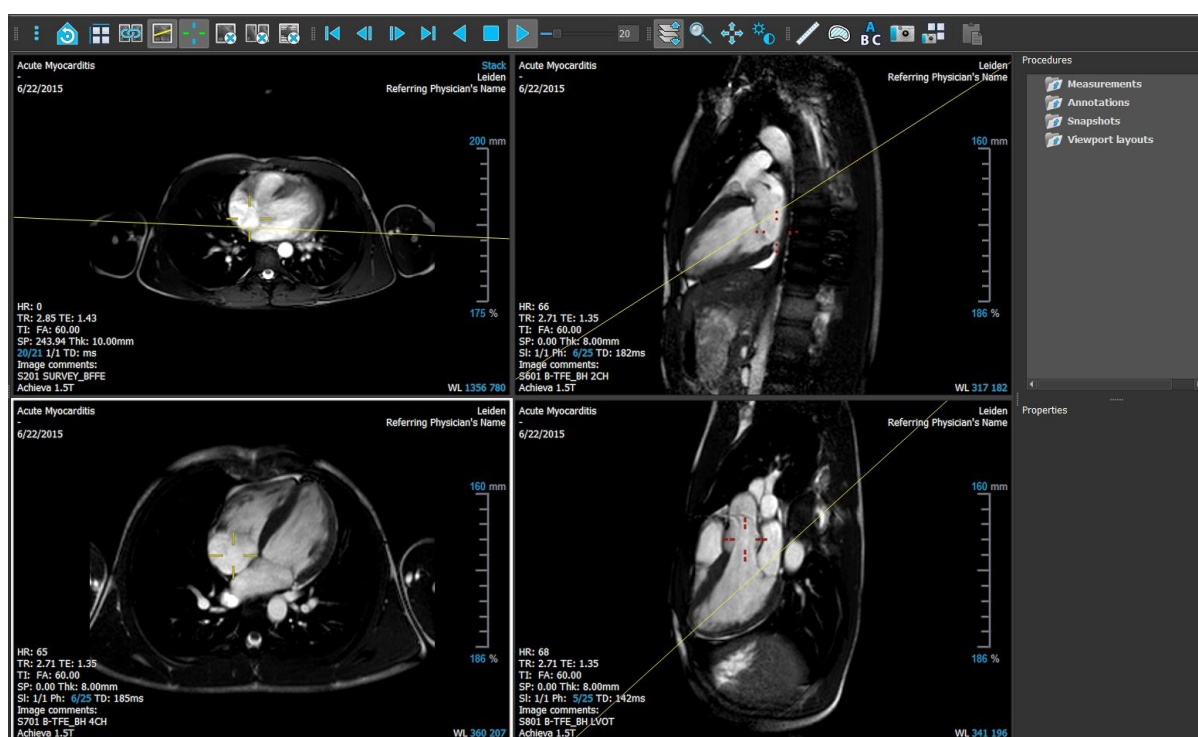 20
A
B C
Acute Myocarditis
-
6/22/2015
Stack
Leiden
Referring Physician's Name
200 mm
175 %
HR: 0
TR: 2.85 TE: 1.43
TI: FA: 60.00
SP: 243.94 Thk: 10.00mm
20/21 1/1 TD: ms
Image comments:
S201 SURVEY_BFFE
Achieva 1.5T
WL 1356 780
Acute Myocarditis
-
6/22/2015
Leiden
Referring Physician's Name
160 mm
186 %
HR: 66
TR: 2.71 TE: 1.35
TI: FA: 60.00
SP: 0.00 Thk: 8.00mm
Sl: 1/1 Ph: 6/25 TD: 182ms
Image comments:
S601 B-TFE_BH 2CH
Achieva 1.5T
WL 317 182
Acute Myocarditis
-
6/22/2015
Leiden
Referring Physician's Name
160 mm
186 %
HR: 65
TR: 2.71 TE: 1.35
TI: FA: 60.00
SP: 0.00 Thk: 8.00mm
Sl: 1/1 Ph: 6/25 TD: 185ms
Image comments:
S701 B-TFE_BH 4CH
Achieva 1.5T
WL 360 207
Acute Myocarditis
-
6/22/2015
Leiden
Referring Physician's Name
160 mm
186 %
HR: 68
TR: 2.71 TE: 1.35
TI: FA: 60.00
SP: 0.00 Thk: 8.00mm
Sl: 1/1 Ph: 5/25 TD: 142ms
Image comments:
S801 B-TFE_BH LVOT
Achieva 1.5T
WL 341 196
Procedures
Measurements
Annotations
Snapshots
Viewport layouts
Properties